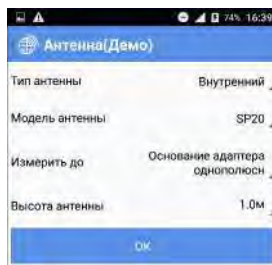 74% 16:39
Антенна(Демо)
Тип антенны
Внутренний
Модель антенны
SP20
Измерить до
Основание адаптера
однополюсн
Высота антенны
1.0м
ОК